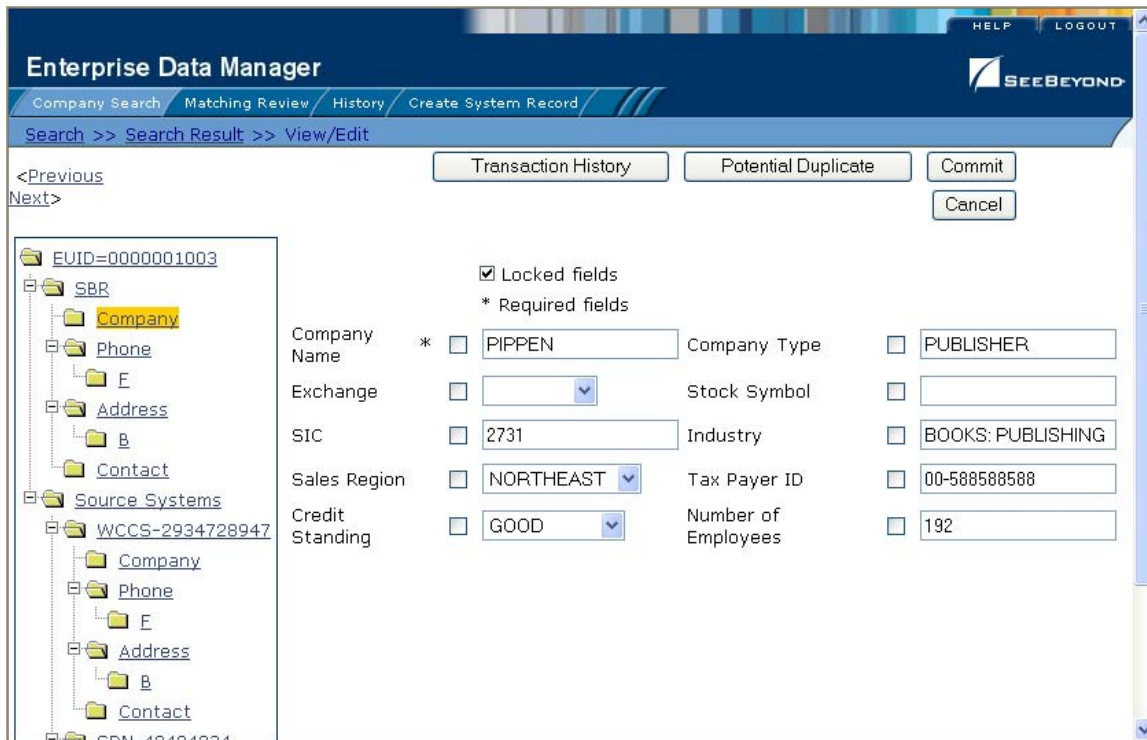 HELP LOGOUT
Enterprise Data Manager
SEEBEYOND
Company Search Matching Review History Create System Record
Search >> Search Result >> View/Edit
<Previous
Next>
Transaction History Potential Duplicate Commit
Cancel
EUID=0000001003
SBR
Company
Phone
F
Address
B
Contact
Source Systems
WCCS-2934728947
Company
Phone
F
Address
B
Contact
Locked fields
* Required fields
Company Name * PIPPEN Company Type PUBLISHER
Exchange Stock Symbol
SIC 2731 Industry BOOKS: PUBLISHING
Sales Region NORTHEAST Tax Payer ID 00-588588588
Credit Standing GOOD Number of Employees 192